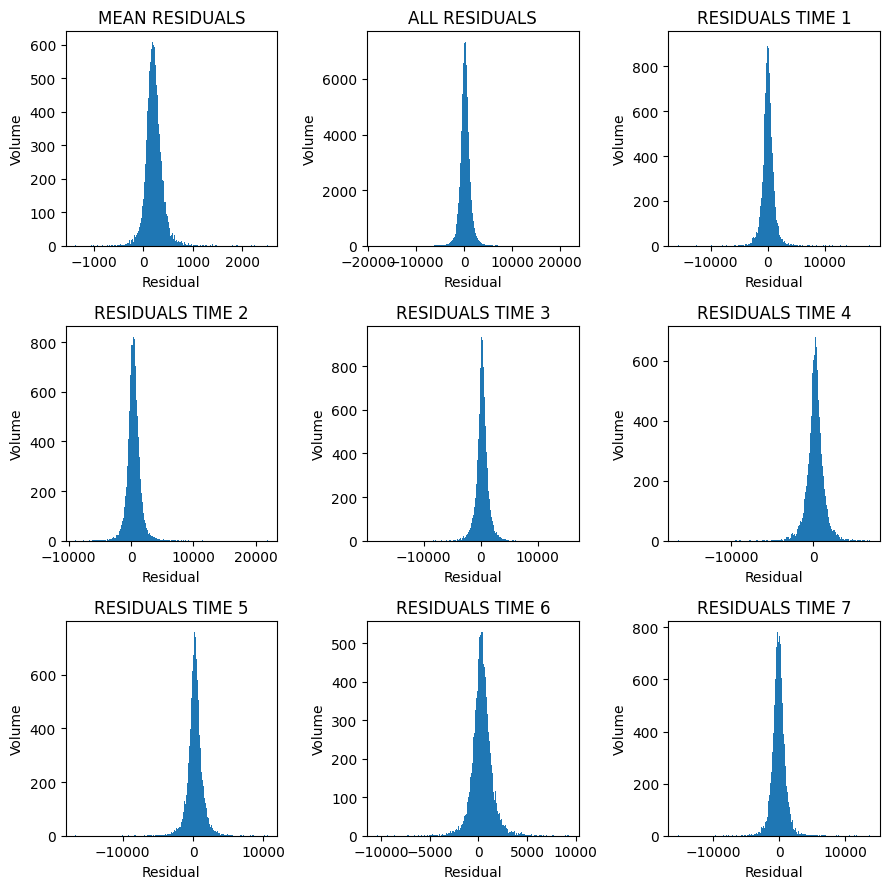 MEAN RESIDUALS
ALL RESIDUALS
RESIDUALS TIME 1
600
500
400
300
200
100
0
Volume
−1000
0
1000
2000
Residual
6000
4000
2000
0
Volume
−20000
−10000
0
10000
20000
Residual
800
600
400
200
0
Volume
−10000
0
10000
Residual
RESIDUALS TIME 2
RESIDUALS TIME 3
RESIDUALS TIME 4
800
600
400
200
0
Volume
−10000
0
10000
20000
Residual
800
600
400
200
0
Volume
−10000
0
10000
Residual
600
400
200
0
Volume
−10000
0
Residual
RESIDUALS TIME 5
RESIDUALS TIME 6
RESIDUALS TIME 7
600
400
200
0
Volume
−10000
0
10000
Residual
500
400
300
200
100
0
Volume
−10000
−5000
0
5000
10000
Residual
800
600
400
200
0
Volume
−10000
0
10000
Residual